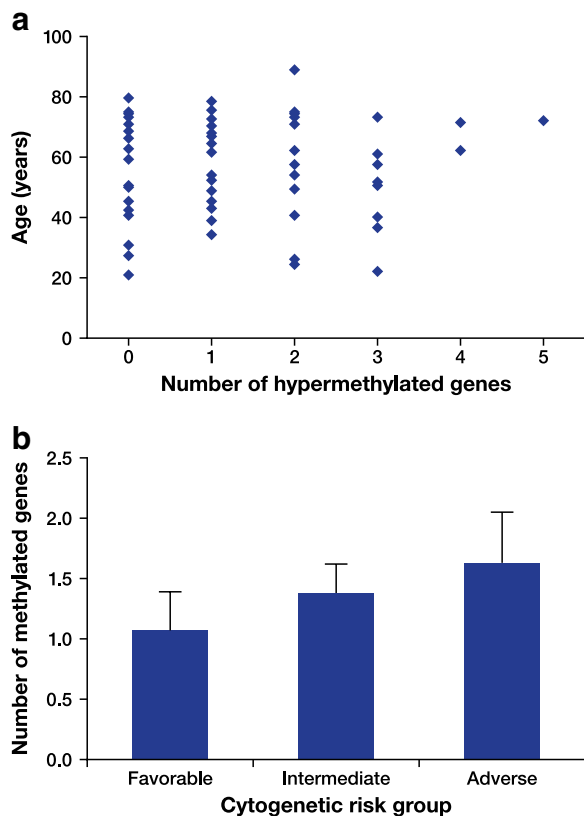 a
100
80
60
40
20
0
Age (years)
0 1 2 3 4 5
Number of hypermethylated genes
b
2.5
2.0
1.5
1.0
0.5
0.0
Number of methylated genes
Favorable Intermediate Adverse
Cytogenetic risk group